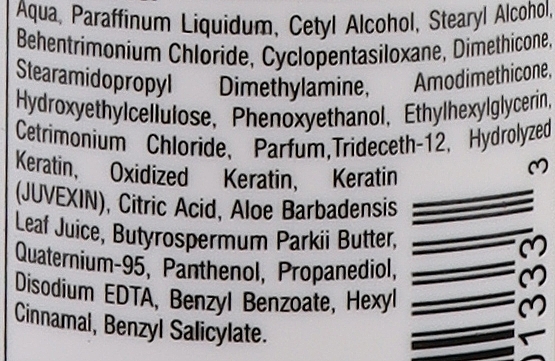 Aqua, Paraffinum Liquidum, Cetyl Alcohol, Stearyl Alcohol,
Behentrimonium Chloride, Cyclopentasiloxane, Dimethicone,
Stearamidopropyl Dimethylamine, Amodimethicone,
Hydroxyethylcellulose, Phenoxyethanol, Ethylhexylglycerin,
Cetrimonium Chloride, Parfum,Trideceth-12, Hydrolyzed
Keratin, Oxidized Keratin, Keratin
(JUVEXIN), Citric Acid, Aloe Barbadensis
Leaf Juice, Butyrospermum Parkii Butter,
Quaternium-95, Panthenol, Propanediol,
Disodium EDTA, Benzyl Benzoate, Hexyl
Cinnamal, Benzyl Salicylate.
1333 3